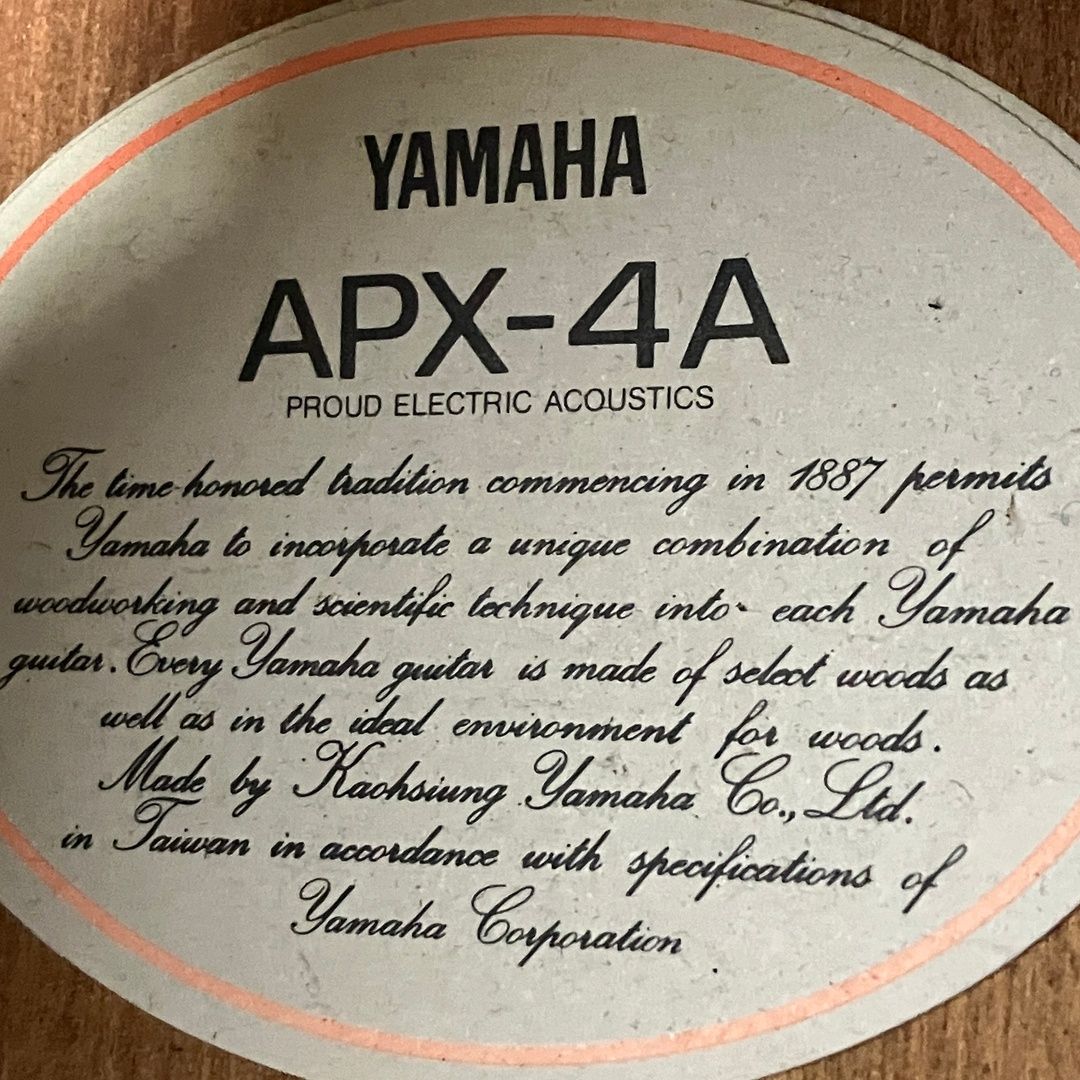 YAMAHA
APX-4A
PROUD ELECTRIC ACOUSTICS
The time-honored tradition commencing in 1887 permits
Yamaha to incorporate a unique combination of
woodworking and scientific technique into each Yamaha
guitar. Every Yamaha guitar is made of select woods as
well as in the ideal environment for woods.
Made by Kaohsiung Yamaha Co., Ltd.
in Taiwan in accordance with specifications of
Yamaha Corporation